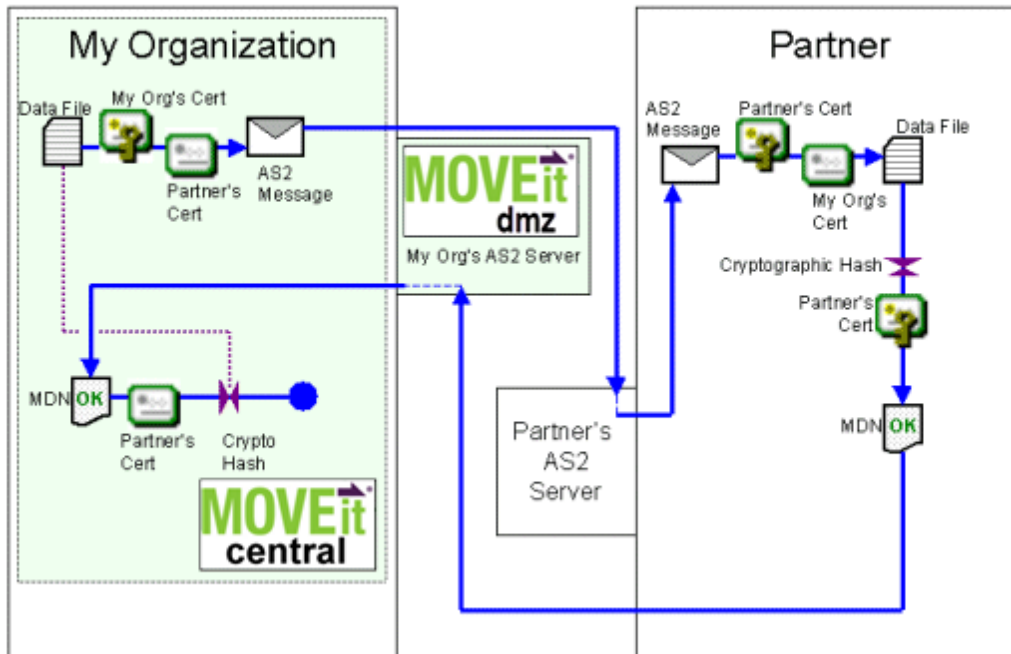 My Organization
Data File
My Org's Cert
Partner's
Cert
AS2
Message
MOVEit
dmz
My Org's AS2 Server
MDN
OK
Partner's
Cert
Crypto
Hash
MOVEit
central
Partner's
AS2
Server
Partner
AS2
Message
Partner's Cert
My Org's
Cert
Data File
Cryptographic Hash
Partner's
Cert
MDN
OK